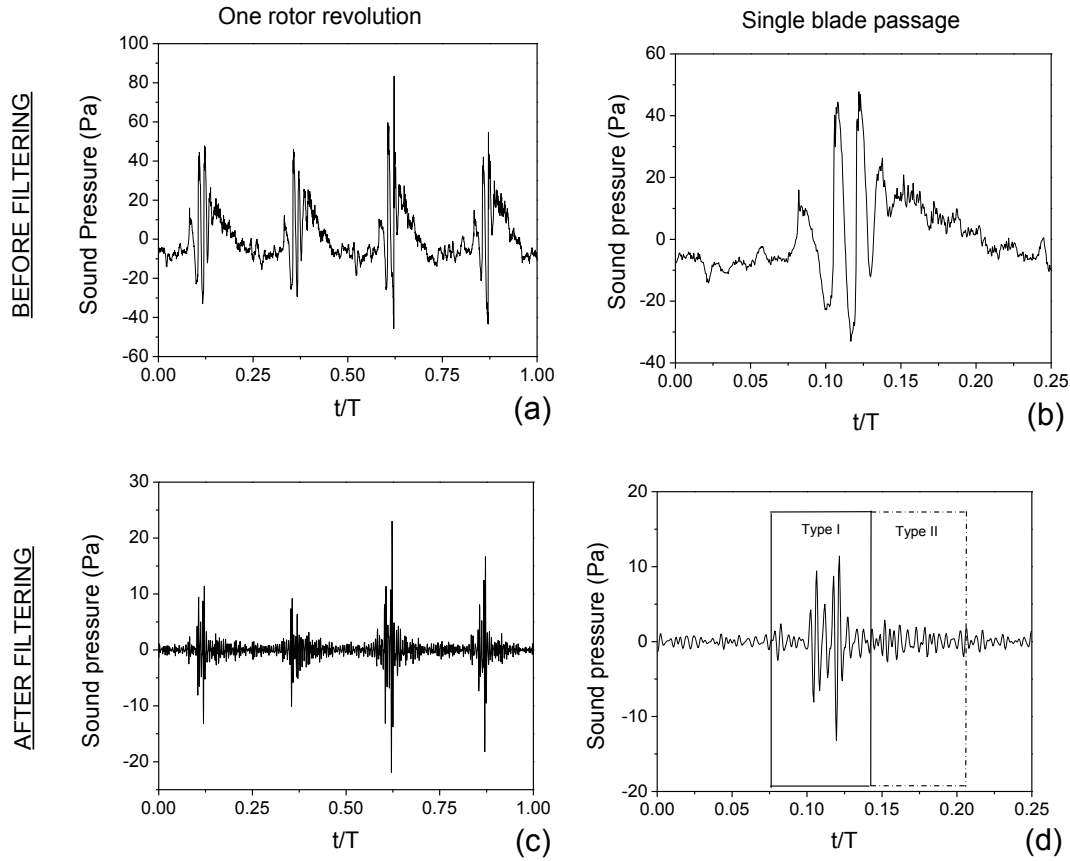 One rotor revolution
Single blade passage
BEFORE FILTERING
Sound Pressure (Pa)
100
80
60
40
20
0
-20
-40
-60
0.00 0.25 0.50 0.75 1.00
t/T
(a)
Sound pressure (Pa)
60
40
20
0
-20
-40
0.00 0.05 0.10 0.15 0.20 0.25
t/T
(b)
AFTER FILTERING
Sound pressure (Pa)
30
20
10
0
-10
-20
0.00 0.25 0.50 0.75 1.0
t/T
(c)
Sound pressure (Pa)
20
10
0
-10
-20
Type I
Type II
0.00 0.05 0.10 0.15 0.20 0.25
t/T
(d)